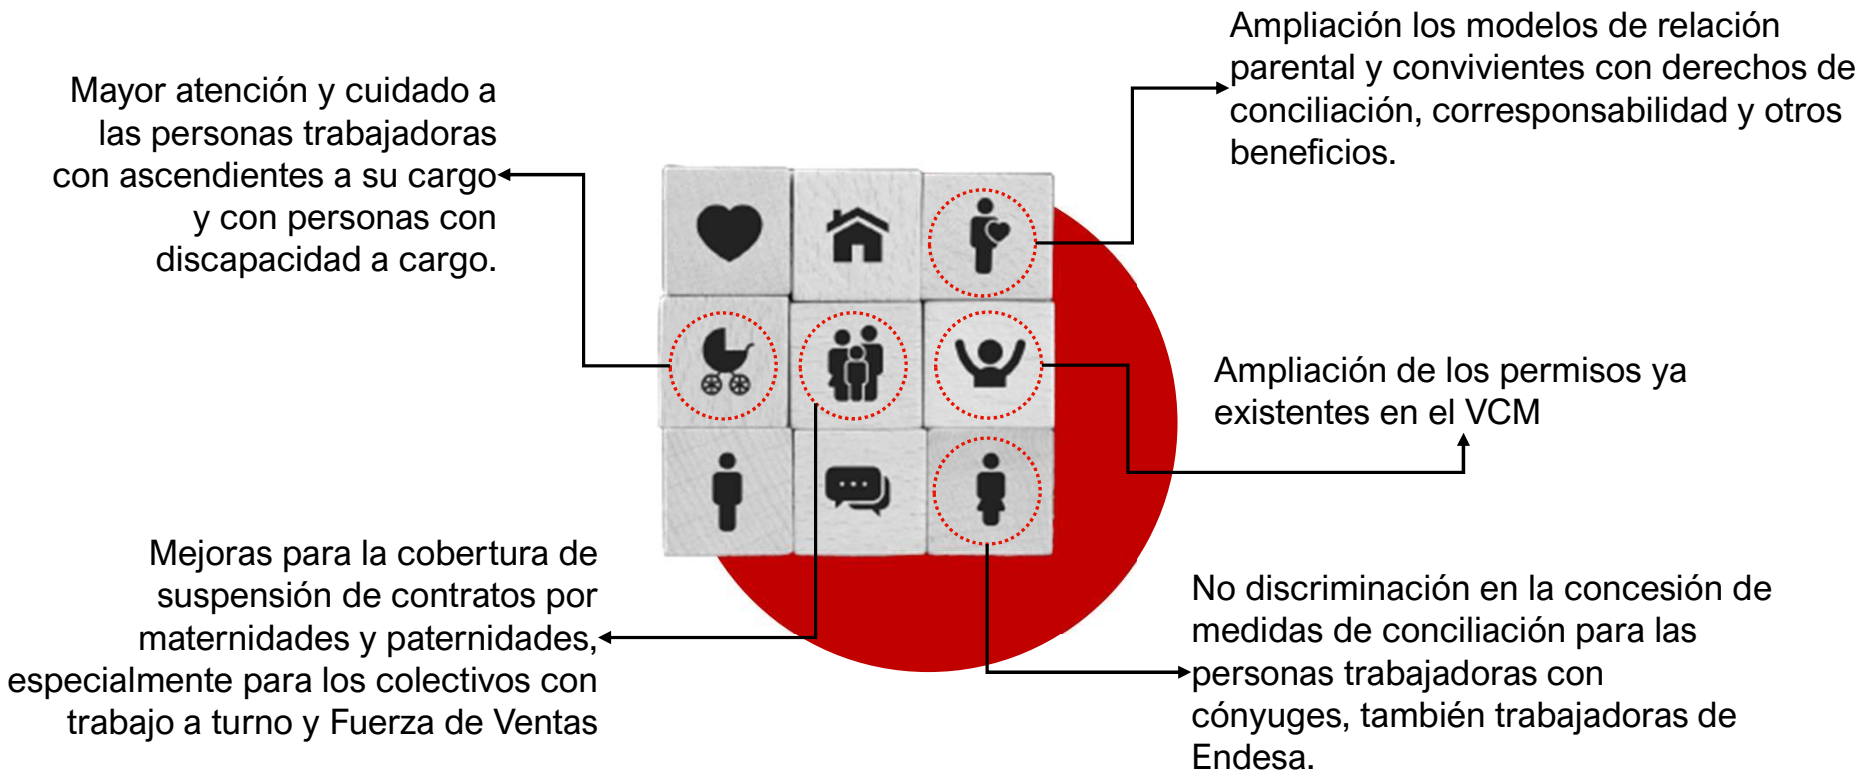 Mayor atención y cuidado a
las personas trabajadoras
con ascendientes a su cargo
y con personas con
discapacidad a cargo.
Ampliación los modelos de relación
parental y convivientes con derechos de
conciliación, corresponsabilidad y otros
beneficios.
Ampliación de los permisos ya
existentes en el VCM
Mejoras para la cobertura de
suspensión de contratos por
maternidades y paternidades,
especialmente para los colectivos con
trabajo a turno y Fuerza de Ventas
No discriminación en la concesión de
medidas de conciliación para las
personas trabajadoras con
cónyuges, también trabajadoras de
Endesa.